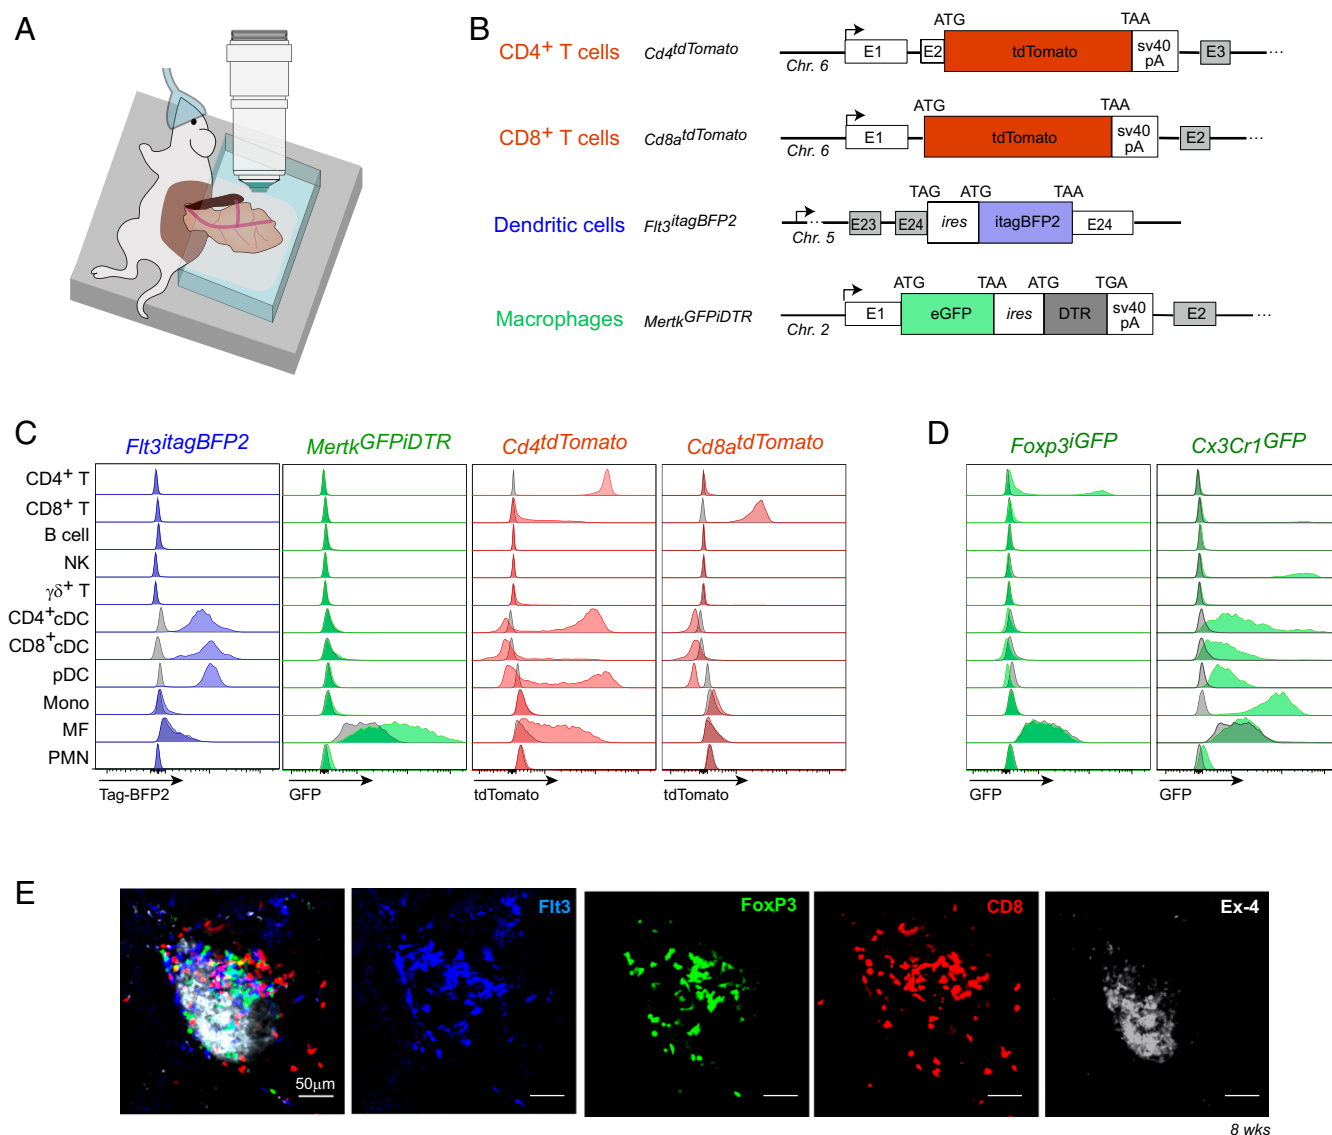 A
B
CD4+ T cells
Cd4tdTomato
Chr. 6
E1
E2
ATG
tdTomato
TAA
sv40
pA
E3
...
CD8+ T cells
Cd8atdTomato
Chr. 6
E1
ATG
tdTomato
TAA
sv40
pA
E2
...
Dendritic cells
Flt3itagBFP2
...
Chr. 5
E23
E24
TAG
ires
ATG
itagBFP2
TAA
E24
Macrophages
MertkGFPiDTR
Chr. 2
E1
ATG
eGFP
TAA
ires
ATG
DTR
TGA
sv40
pA
E2
...
C
Flt3itagBFP2
MertkGFPiDTR
Cd4tdTomato
Cd8atdTomato
CD4+ T
CD8+ T
B cell
NK
γδ+ T
CD4+cDC
CD8+cDC
pDC
Mono
MF
PMN
Tag-BFP2
GFP
tdTomato
tdTomato
D
Foxp3iGFP
Cx3Cr1GFP
GFP
GFP
E
50µm
Flt3
FoxP3
CD8
Ex-4
8 wks